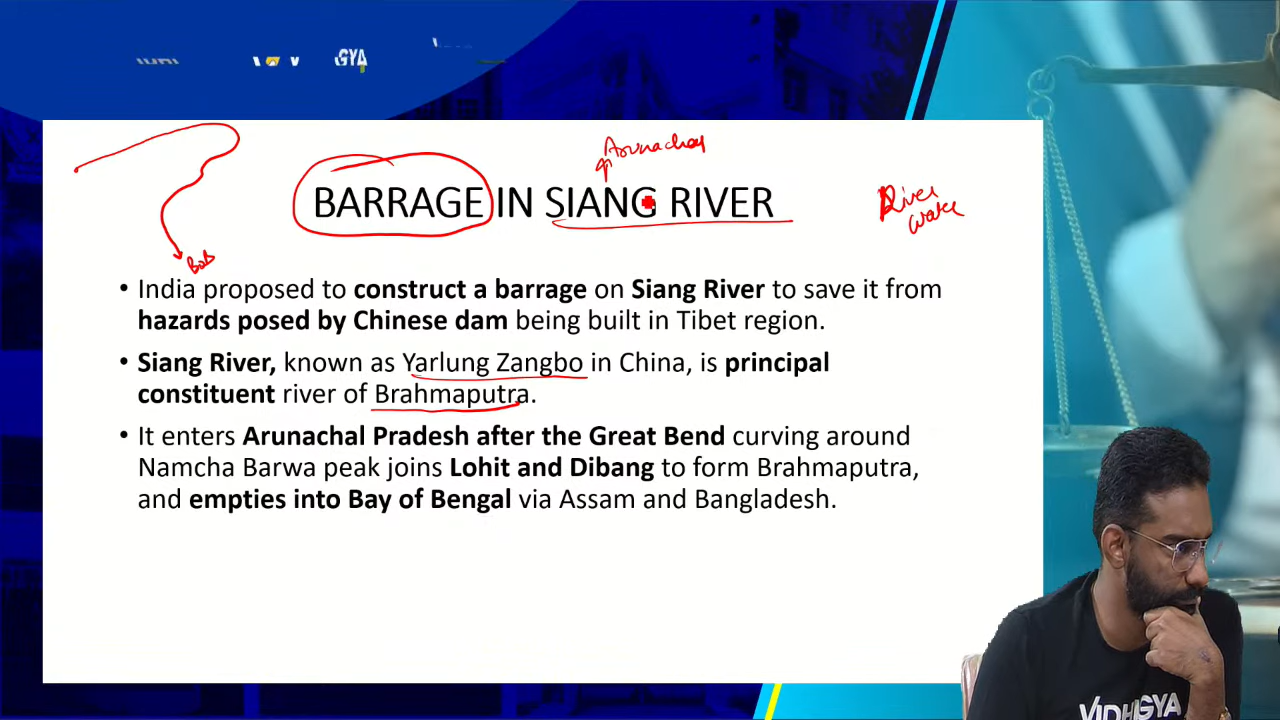 GYA
Arunachal
BARRAGE IN SIANG RIVER
River
water
BoB
• India proposed to construct a barrage on Siang River to save it from
hazards posed by Chinese dam being built in Tibet region.
• Siang River, known as Yarlung Zangbo in China, is principal
constituent river of Brahmaputra.
• It enters Arunachal Pradesh after the Great Bend curving around
Namcha Barwa peak joins Lohit and Dibang to form Brahmaputra,
and empties into Bay of Bengal via Assam and Bangladesh.
VIDHIGYA